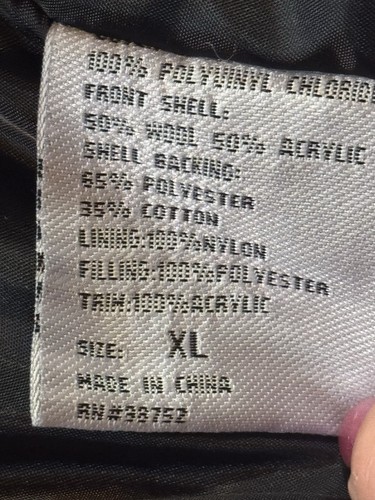 100% POLYVINYL CHLORID
FRONT SHELL:
50% WOOL 50% ACRYLIC
SHELL BACKING:
65% POLYESTER
35% COTTON
LINING:100%NYLON
FILLING:100%POLYESTER
TRIM:100%ACRYLIC
SIZE: XL
MADE IN CHINA
RN#38752